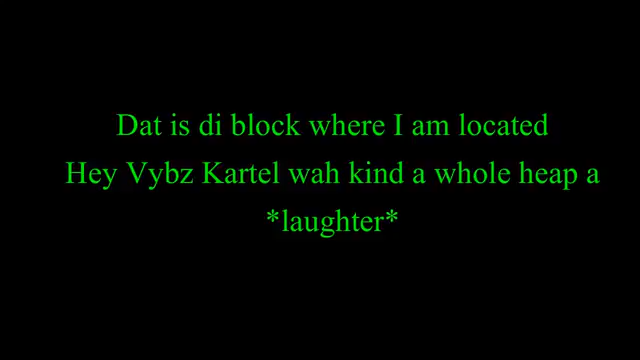 Dat is di block where I am located
Hey Vybz Kartel wah kind a whole heap a
*laughter*